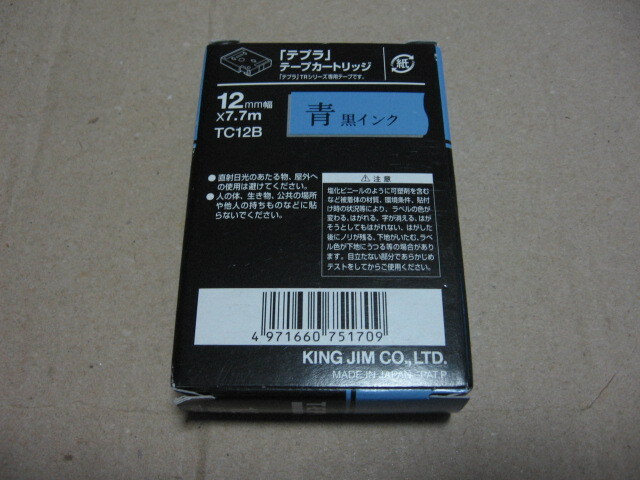 「テプラ」
テープカートリッジ
「テプラ」TRシリーズ専用テープです。
紙
12mm幅
x7.7m
TC12B
青 黒インク
●直射日光のあたる物、屋外へ
の使用は避けてください。
●人の体、生き物、公共の場所
や他人の持ちものなどに貼
らないでください。
⚠注意
塩化ビニールのように可塑剤を含む
など被着体の材質、環境条件、貼付
け時の状況等により、ラベルの色が
変わる、はがれる、字が消える、はが
そうとしてもはがれない、はがした
後にノリが残る、下地がいたむ、ラベ
ル色が下地にうつる等の場合があり
ます。目立たない部分であらかじめ
テストをしてからご使用ください。
4 971660 751709
KING JIM CO.,LTD.
MADE IN JAPAN PAT.P